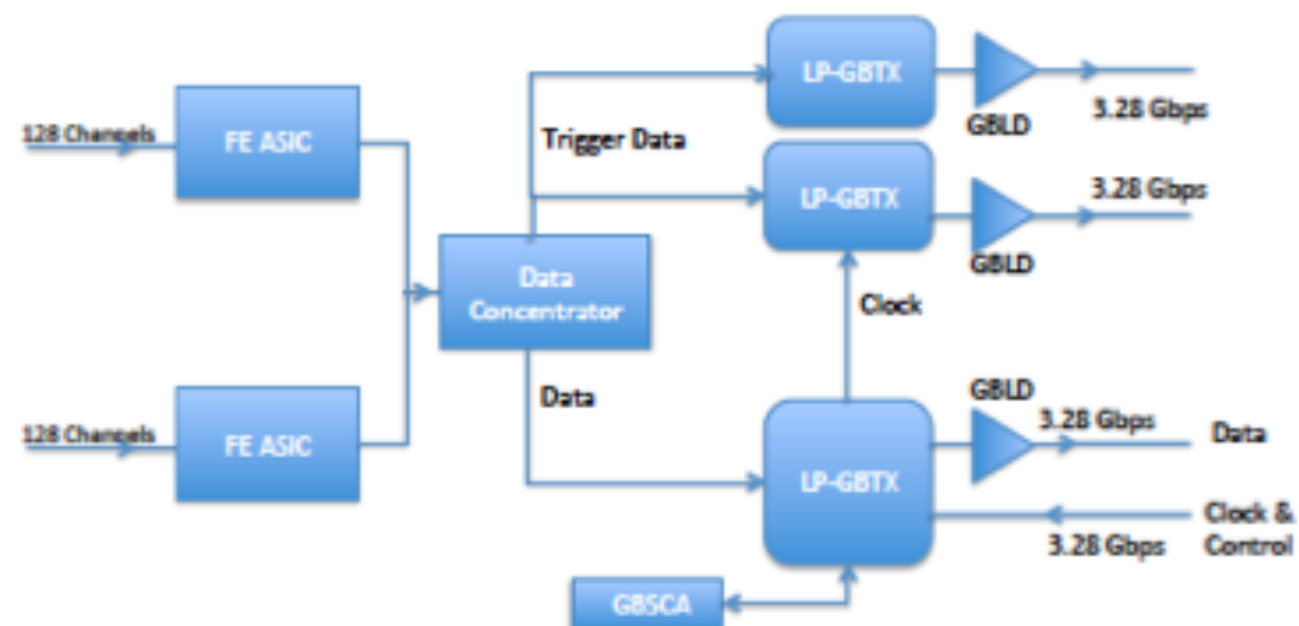 128 Channels
FE ASIC
128 Channels
FE ASIC
Data
Concentrator
Trigger Data
Data
LP-GBTX
GBLD
3.28 Gbps
LP-GBTX
GBLD
3.28 Gbps
Clock
LP-GBTX
GBLD
3.28 Gbps
Data
3.28 Gbps
Clock &
Control
GBSCA